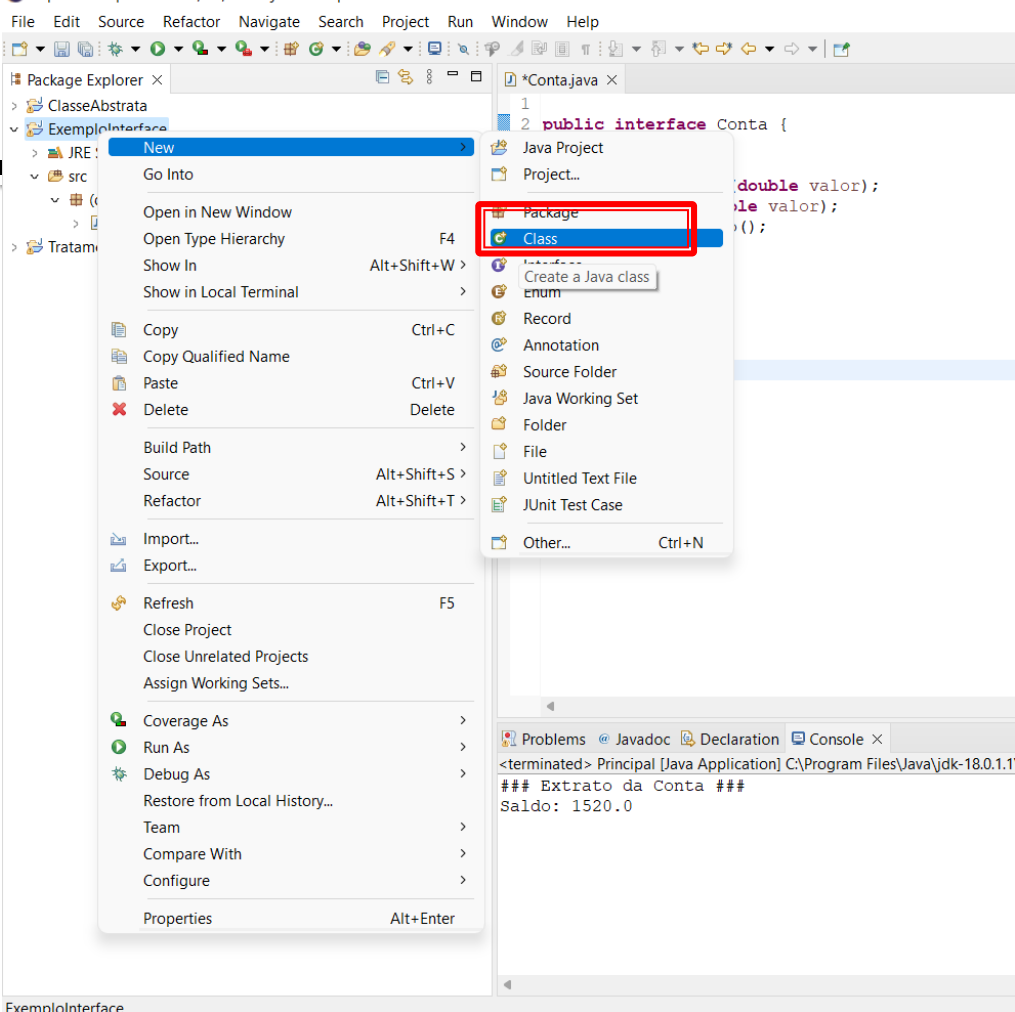 File Edit Source Refactor Navigate Search Project Run Window Help
Package Explorer
ClasseAbstrata
ExemploInterface
JRE
src
Tratam
*Conta.java
1
2 public interface Conta {
(double valor);
valor);
();
New
Go Into
Open in New Window
Open Type Hierarchy F4
Show In Alt+Shift+W >
Show in Local Terminal >
Copy Ctrl+C
Copy Qualified Name
Paste Ctrl+V
Delete Delete
Build Path >
Source Alt+Shift+S >
Refactor Alt+Shift+T >
Import...
Export...
Refresh F5
Close Project
Close Unrelated Projects
Assign Working Sets...
Coverage As >
Run As >
Debug As >
Restore from Local History...
Team >
Compare With >
Configure >
Properties Alt+Enter
Java Project
Project...
Package
Class
Interface
Create a Java class
Enum
Record
Annotation
Source Folder
Java Working Set
Folder
File
Untitled Text File
JUnit Test Case
Other... Ctrl+N
Problems @ Javadoc Declaration Console
<terminated> Principal [Java Application] C:\Program Files\Java\jdk-18.0.1.1\
### Extrato da Conta ###
Saldo: 1520.0
ExemploInterface